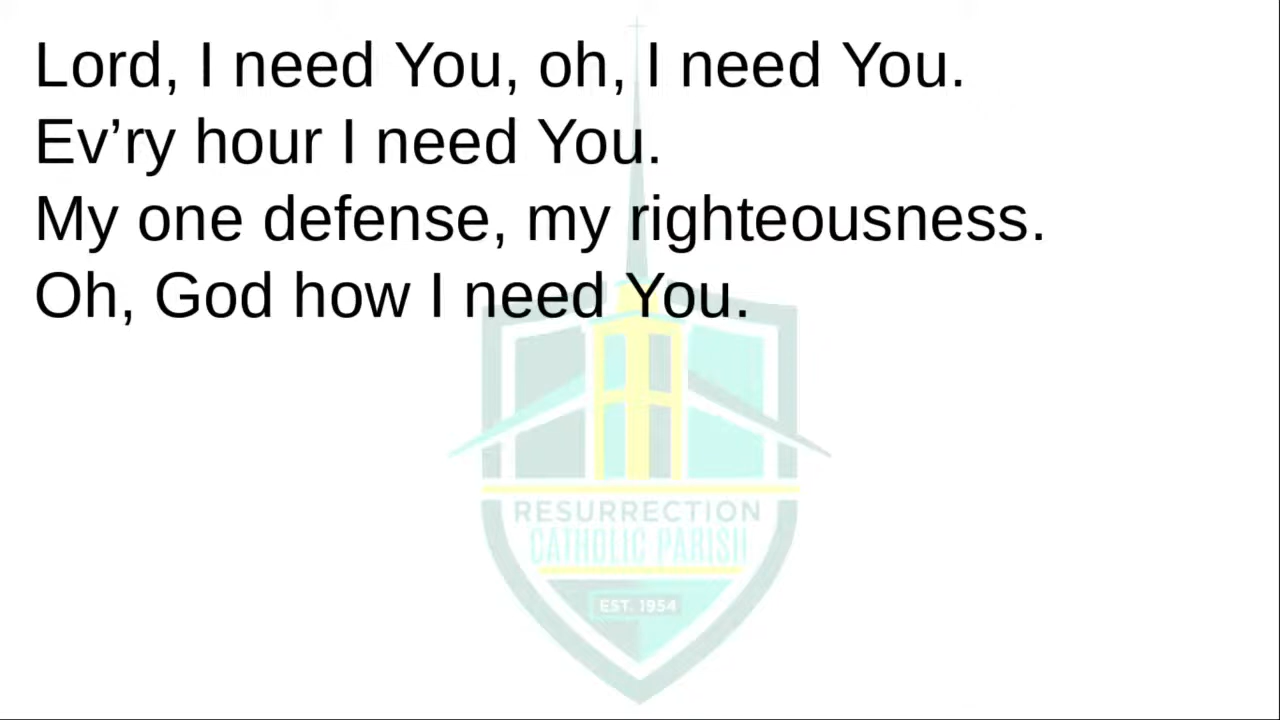 Lord, I need You, oh, I need You.
Ev’ry hour I need You.
My one defense, my righteousness.
Oh, God how I need You.
RESURRECTION
CATHOLIC PARISH
EST. 1954